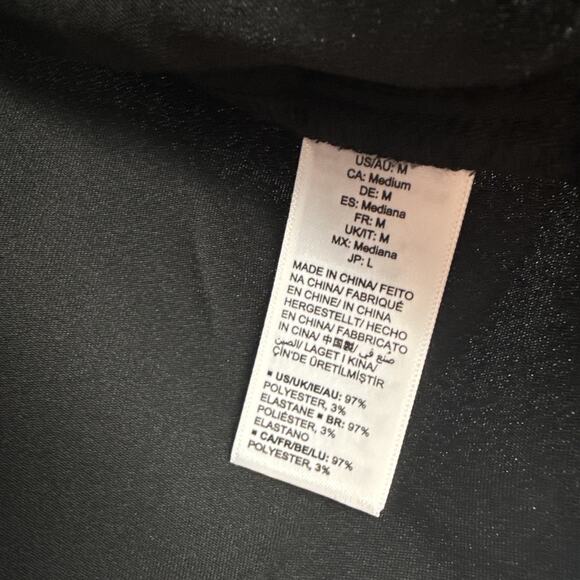 US/AU: M
CA: Medium
DE: M
ES: Mediana
FR: M
UK/IT: M
MX: Mediana
JP: L
MADE IN CHINA/ FEITO
NA CHINA/ FABRIQUÉ
EN CHINE/ IN CHINA
HERGESTELLT/ HECHO
EN CHINA/ FABBRICATO
IN CINA/ 中国製/ صنع في
الصين/ LAGET I KINA/
ÇİN'DE ÜRETİLMİŞTİR
▪ US/UK/IE/AU: 97%
POLYESTER, 3%
ELASTANE ▪ BR: 97%
POLIÉSTER, 3%
ELASTANO
▪ CA/FR/BE/LU: 97%
POLYESTER, 3%